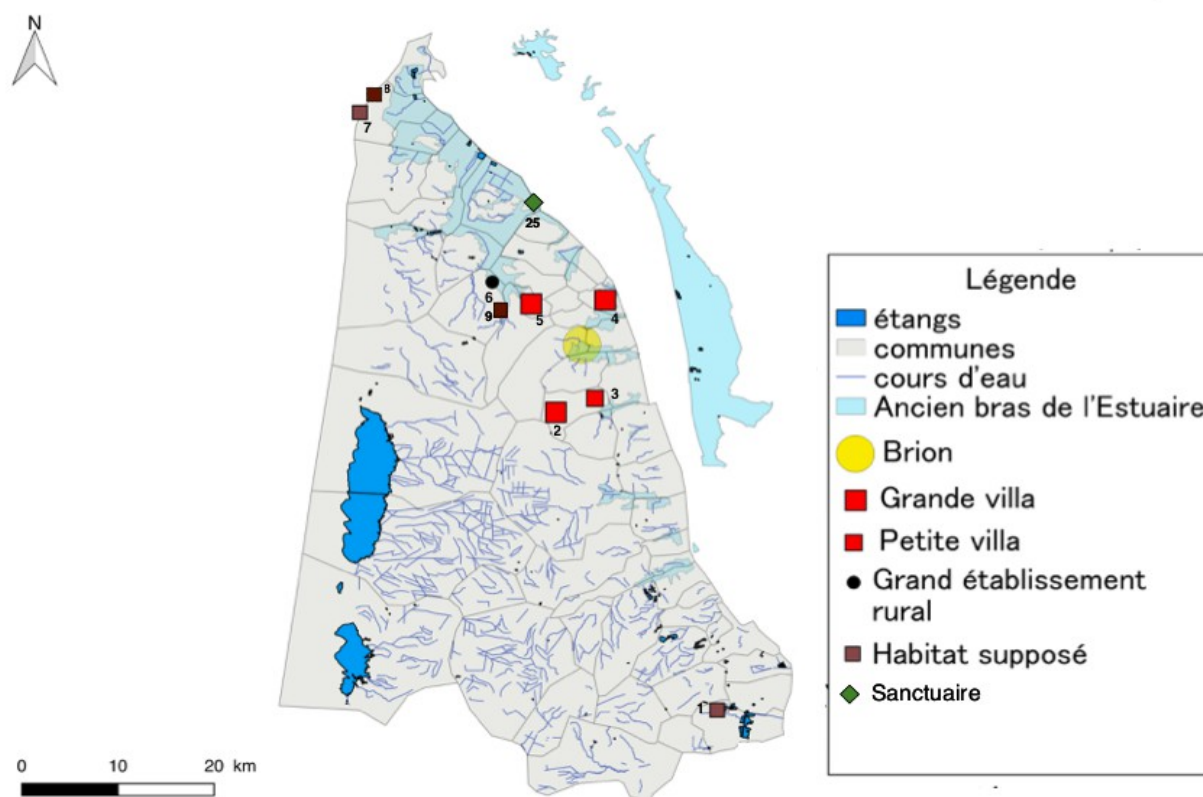 N
8
7
25
6
9
5
4
3
2
1
0 10 20 km
Légende
étangs
communes
cours d'eau
Ancien bras de l'Estuaire
Brion
Grande villa
Petite villa
Grand établissement
rural
Habitat supposé
Sanctuaire